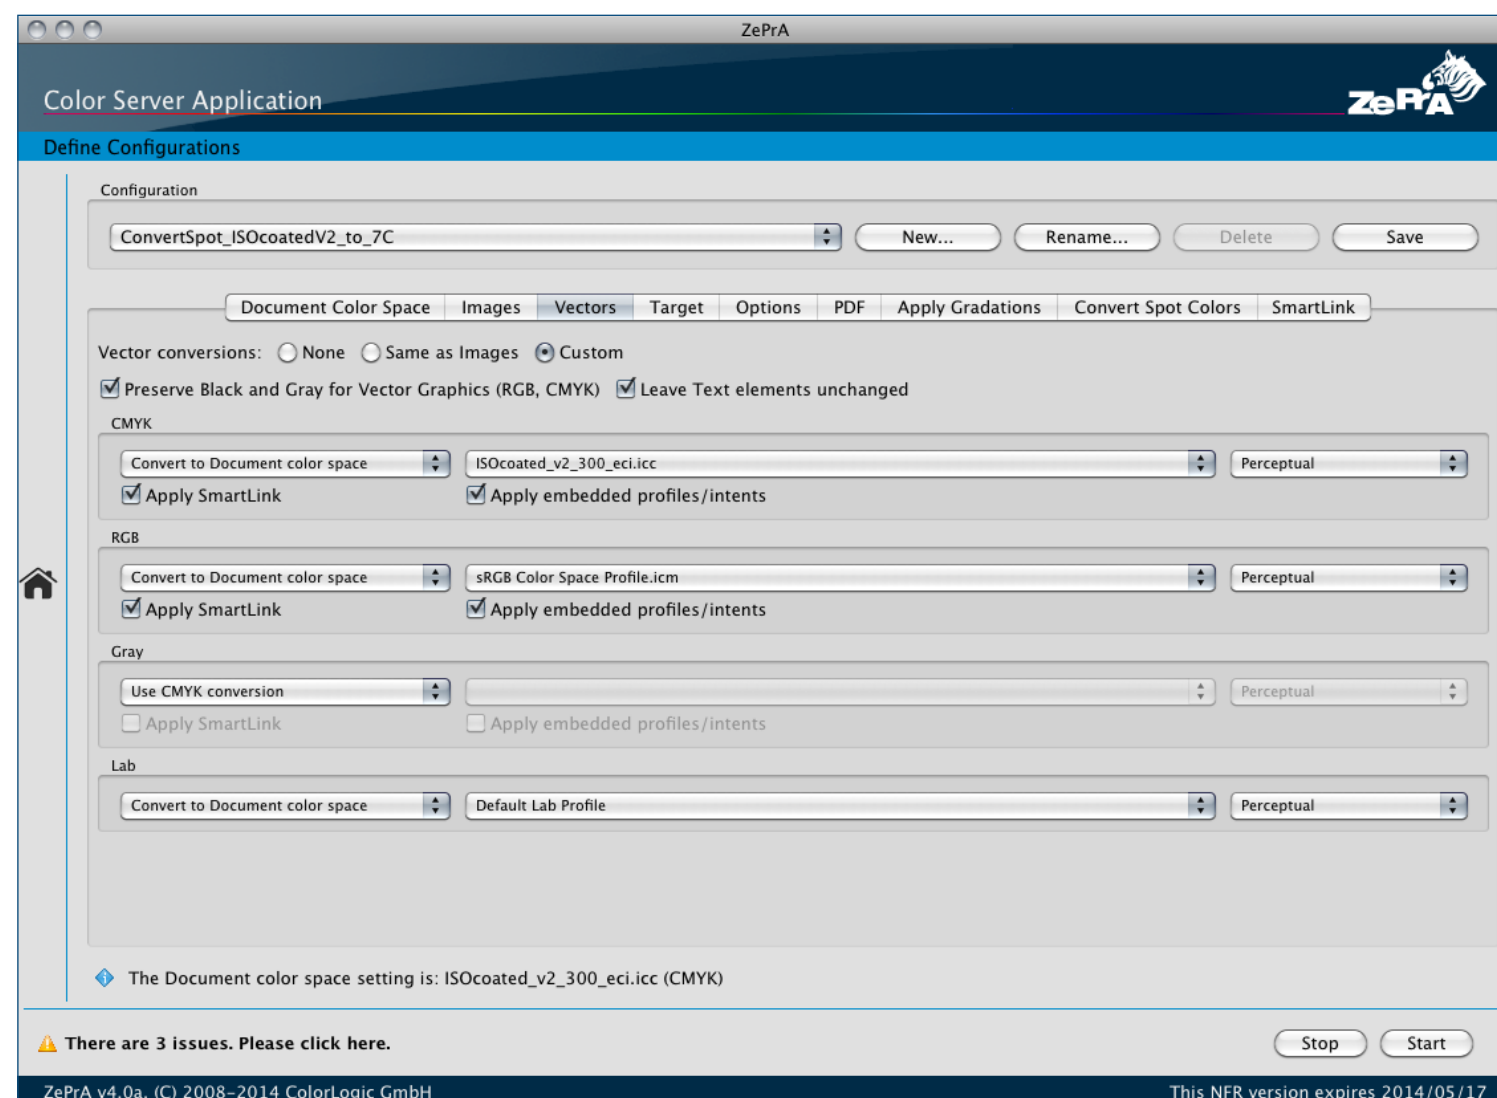 ZePrA
Color Server Application
ZePrA
Define Configurations
Configuration
ConvertSpot_ISOcoatedV2_to_7C New... Rename... Delete Save
Document Color Space Images Vectors Target Options PDF Apply Gradations Convert Spot Colors SmartLink
Vector conversions: None Same as Images Custom
Preserve Black and Gray for Vector Graphics (RGB, CMYK) Leave Text elements unchanged
CMYK
Convert to Document color space ISOcoated_v2_300_eci.icc Perceptual
Apply SmartLink Apply embedded profiles/intents
RGB
Convert to Document color space sRGB Color Space Profile.icm Perceptual
Apply SmartLink Apply embedded profiles/intents
Gray
Use CMYK conversion Perceptual
Apply SmartLink Apply embedded profiles/intents
Lab
Convert to Document color space Default Lab Profile Perceptual
The Document color space setting is: ISOcoated_v2_300_eci.icc (CMYK)
There are 3 issues. Please click here. Stop Start
ZePrA v4.0a, (C) 2008-2014 ColorLogic GmbH This NFR version expires 2014/05/17